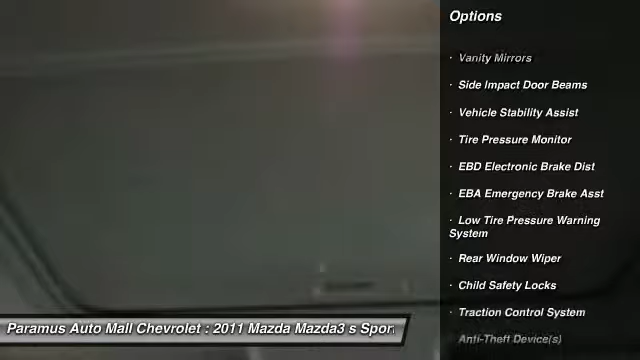 Options
· Vanity Mirrors
· Side Impact Door Beams
· Vehicle Stability Assist
· Tire Pressure Monitor
· EBD Electronic Brake Dist
· EBA Emergency Brake Asst
· Low Tire Pressure Warning
System
· Rear Window Wiper
· Child Safety Locks
· Traction Control System
· Anti-Theft Device(s)
Paramus Auto Mall Chevrolet : 2011 Mazda Mazda3 s Spor